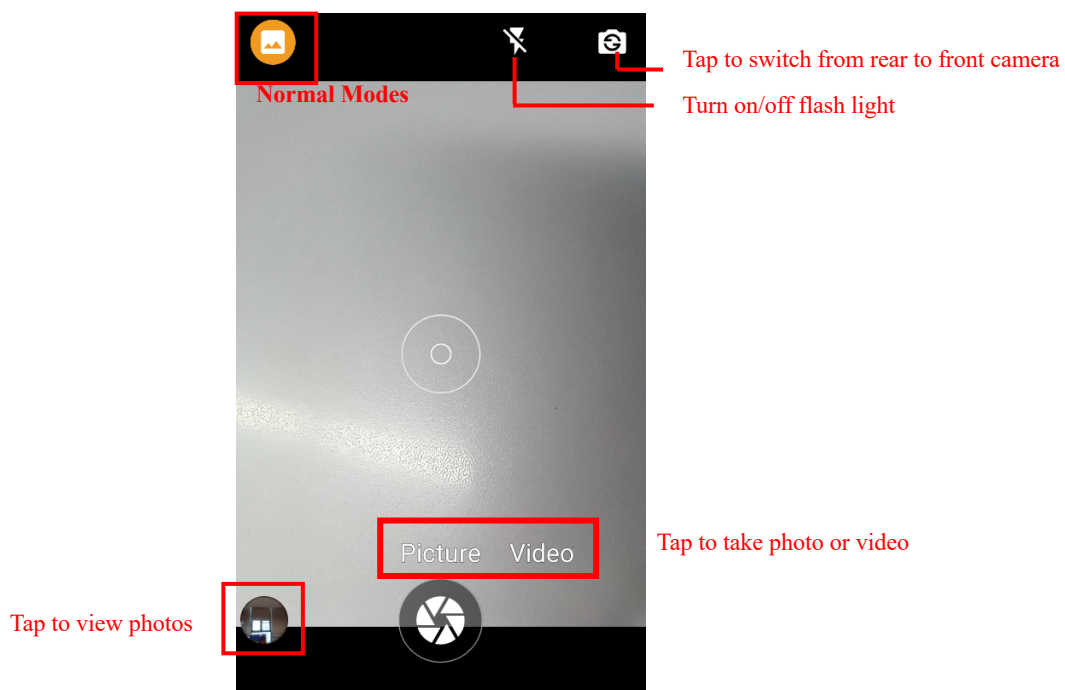 Tap to switch from rear to front camera
Normal Modes
Turn on/off flash light
Picture Video
Tap to take photo or video
Tap to view photos